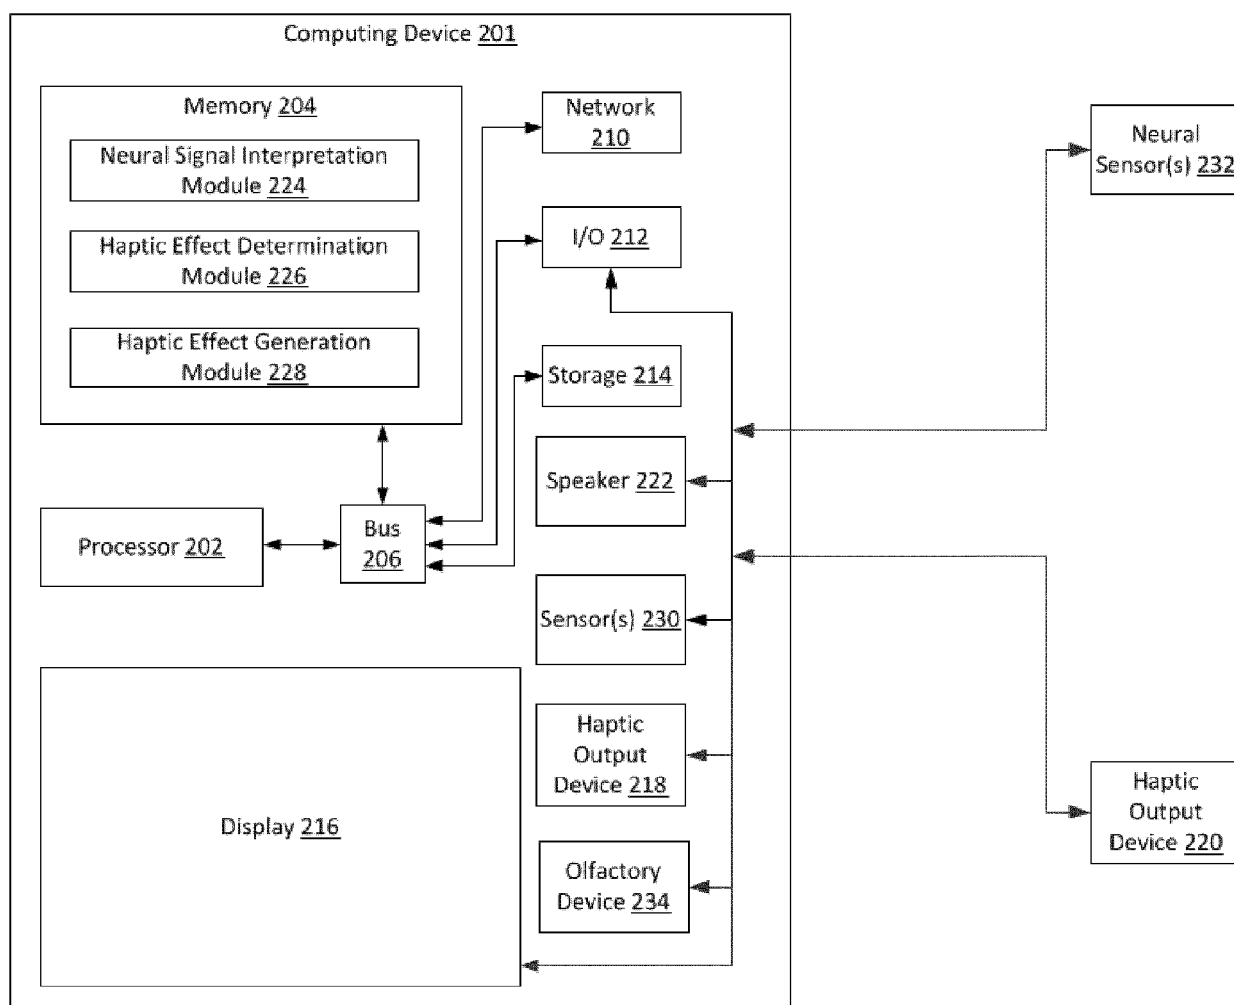 Computing Device 201
Memory 204
Neural Signal Interpretation
Module 224
Haptic Effect Determination
Module 226
Haptic Effect Generation
Module 228
Network
210
I/O 212
Storage 214
Speaker 222
Processor 202
Bus
206
Sensor(s) 230
Display 216
Haptic
Output
Device 218
Olfactory
Device 234
Neural
Sensor(s) 232
Haptic
Output
Device 220